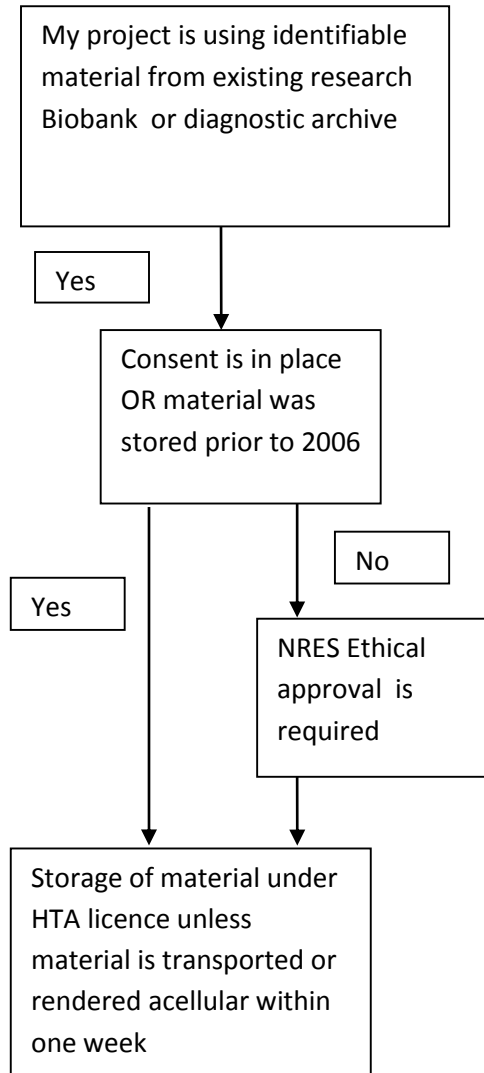 My project is using identifiable
material from existing research
Biobank or diagnostic archive
Yes
Consent is in place
OR material was
stored prior to 2006
No
Yes
NRES Ethical
approval is
required
Storage of material under
HTA licence unless
material is transported or
rendered acellular within
one week